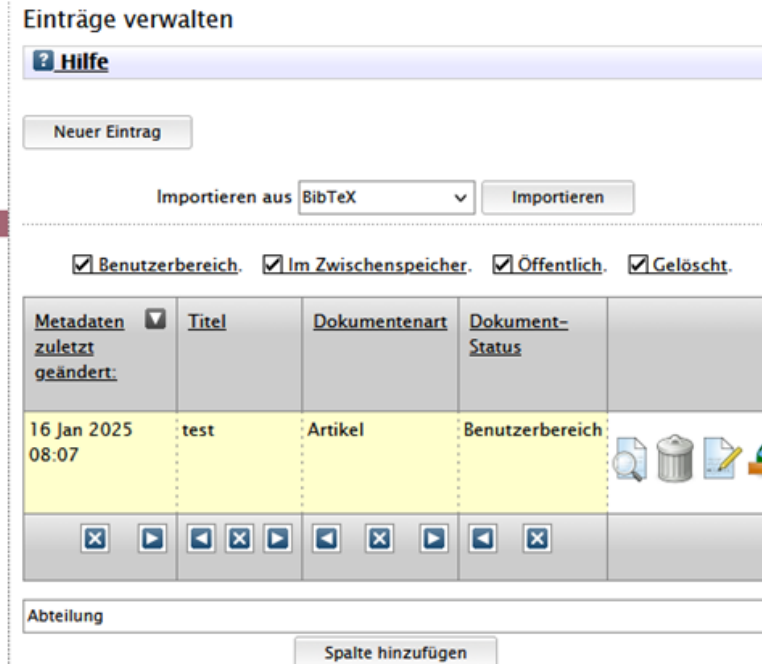 Einträge verwalten
? Hilfe
Neuer Eintrag
Importieren aus BibTeX Importieren
Benutzerbereich. Im Zwischenspeicher. Öffentlich. Gelöscht.
Metadaten zuletzt geändert: Titel Dokumentenart Dokument-Status
16 Jan 2025 08:07 test Artikel Benutzerbereich
Abteilung
Spalte hinzufügen